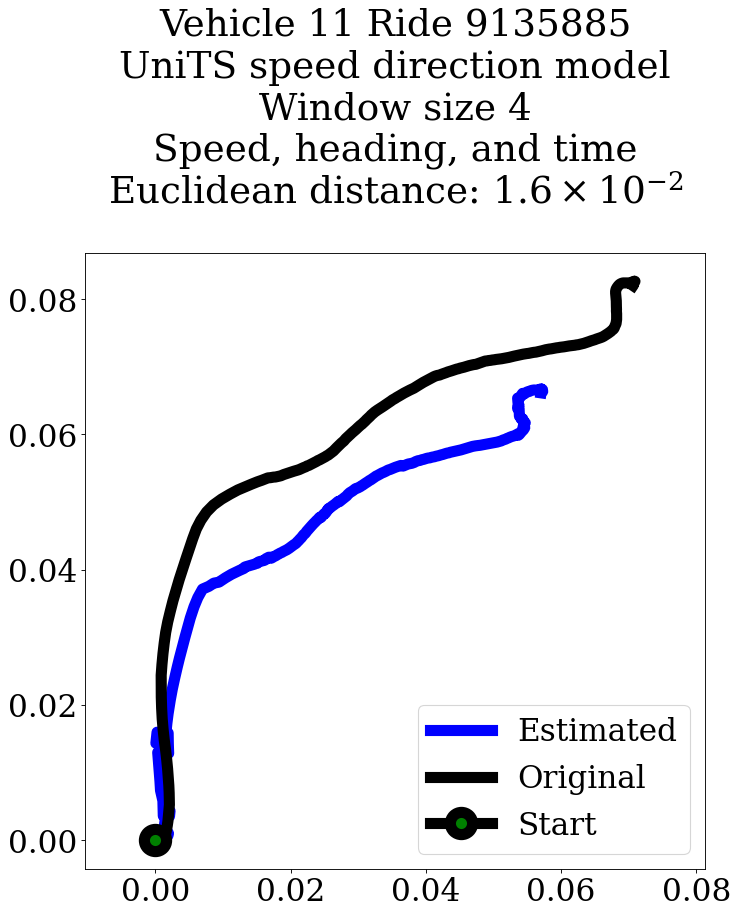 Vehicle 11 Ride 9135885
UniTS speed direction model
Window size 4
Speed, heading, and time
Euclidean distance: 1.6 × 10⁻²
0.08
0.06
0.04
0.02
0.00
Estimated
Original
Start
0.00 0.02 0.04 0.06 0.08